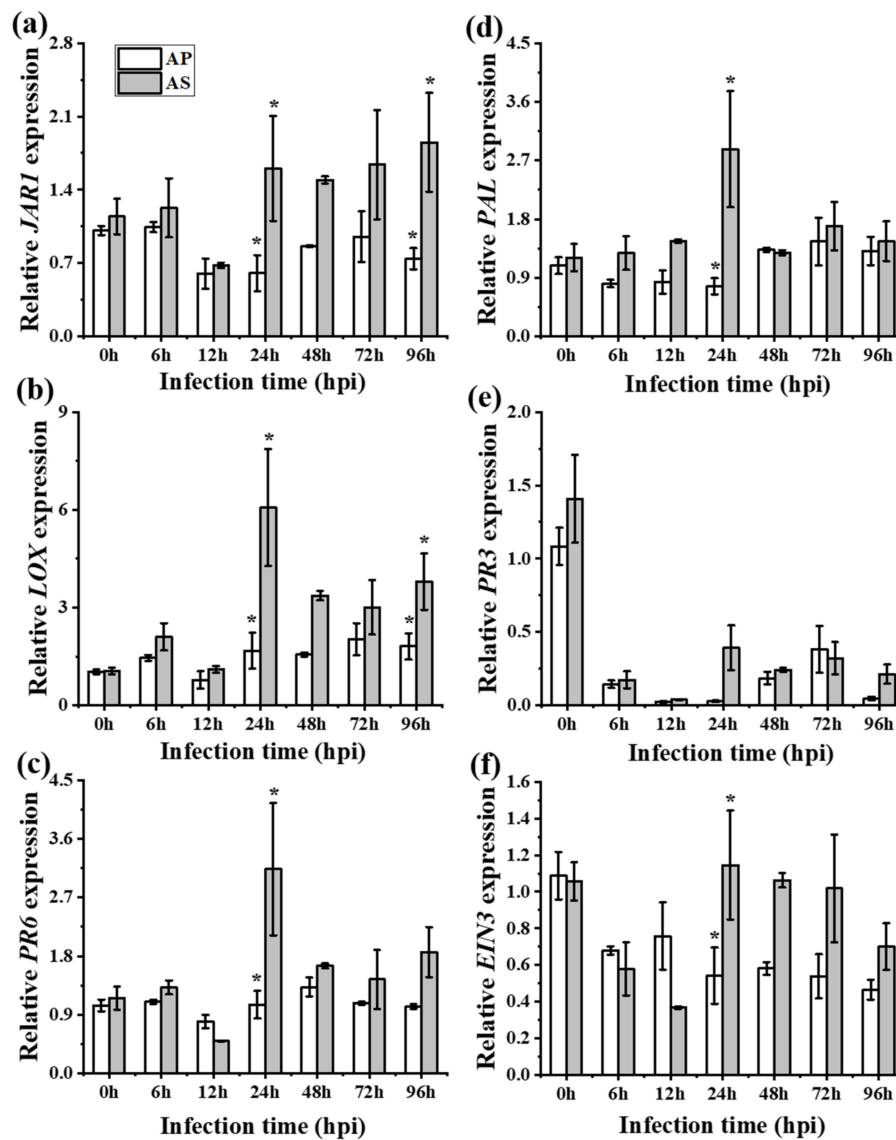 (a)
2.8
2.1
1.4
0.7
0.0
Relative JAR1 expression
AP
AS
*
*
*
*
0h 6h 12h 24h 48h 72h 96h
Infection time (hpi)
(b)
9
6
3
0
Relative LOX expression
*
*
*
*
0h 6h 12h 24h 48h 72h 96h
Infection time (hpi)
(c)
4.5
3.6
2.7
1.8
0.9
0.0
Relative PR6 expression
*
*
0h 6h 12h 24h 48h 72h 96h
Infection time (hpi)
(d)
4.5
3.6
2.7
1.8
0.9
0.0
Relative PAL expression
*
*
0h 6h 12h 24h 48h 72h 96h
Infection time (hpi)
(e)
2.0
1.5
1.0
0.5
0.0
Relative PR3 expression
0h 6h 12h 24h 48h 72h 96h
Infection time (hpi)
(f)
1.6
1.4
1.2
1.0
0.8
0.6
0.4
0.2
0.0
Relative EIN3 expression
*
*
0h 6h 12h 24h 48h 72h 96h
Infection time (hpi)